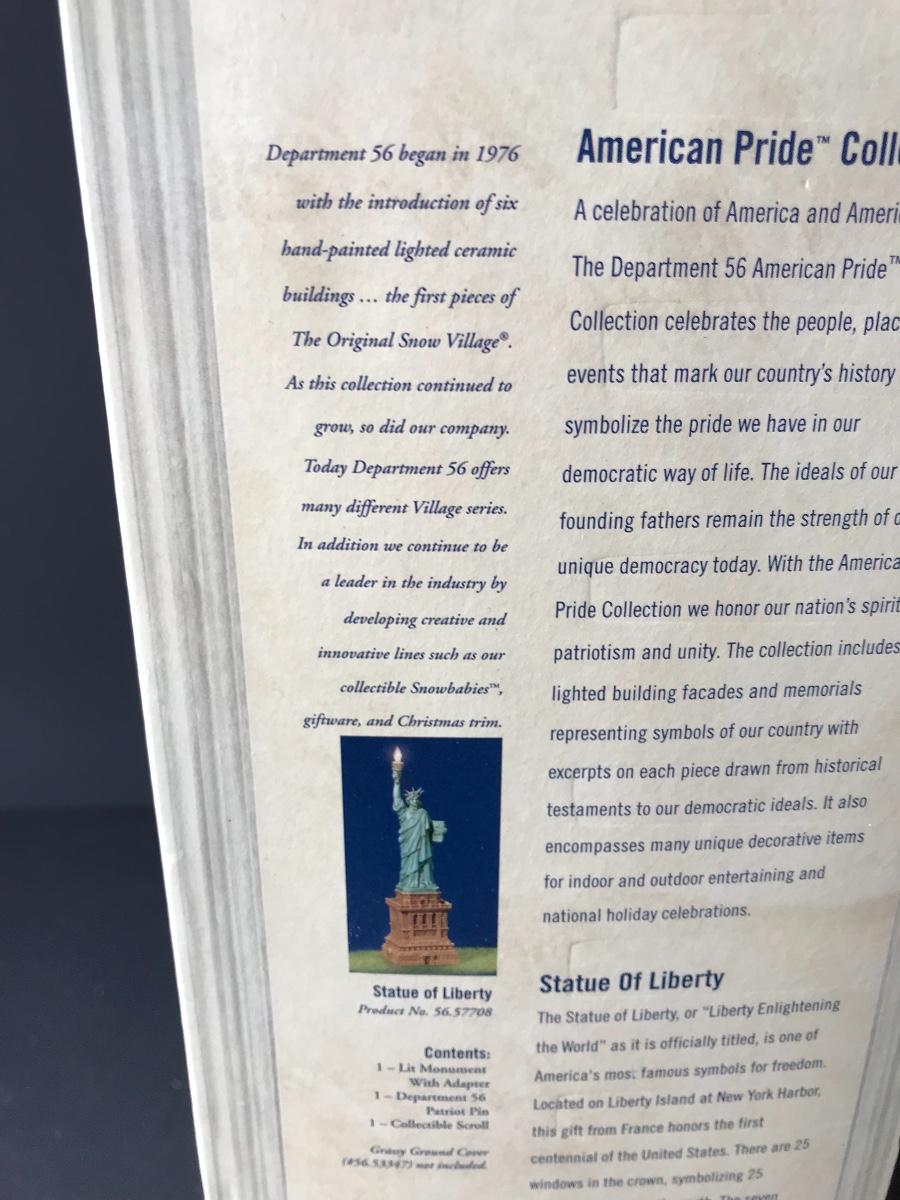 Department 56 began in 1976
with the introduction of six
hand-painted lighted ceramic
buildings ... the first pieces of
The Original Snow Village®.
As this collection continued to
grow, so did our company.
Today Department 56 offers
many different Village series.
In addition we continue to be
a leader in the industry by
developing creative and
innovative lines such as our
collectible Snowbabies™,
giftware, and Christmas trim.
Statue of Liberty
Product No. 56.57708
Contents:
1 – Lit Monument
With Adapter
1 – Department 56
Patriot Pin
1 – Collectible Scroll
Grassy Ground Cover
(#56.53347) not included.
American Pride™ Coll
A celebration of America and Ameri
The Department 56 American Pride™
Collection celebrates the people, plac
events that mark our country's history
symbolize the pride we have in our
democratic way of life. The ideals of our
founding fathers remain the strength of o
unique democracy today. With the America
Pride Collection we honor our nation's spirit
patriotism and unity. The collection includes
lighted building facades and memorials
representing symbols of our country with
excerpts on each piece drawn from historical
testaments to our democratic ideals. It also
encompasses many unique decorative items
for indoor and outdoor entertaining and
national holiday celebrations.
Statue Of Liberty
The Statue of Liberty, or "Liberty Enlightening
the World" as it is officially titled, is one of
America's most famous symbols for freedom.
Located on Liberty Island at New York Harbor,
this gift from France honors the first
centennial of the United States. There are 25
windows in the crown, symbolizing 25
The seven